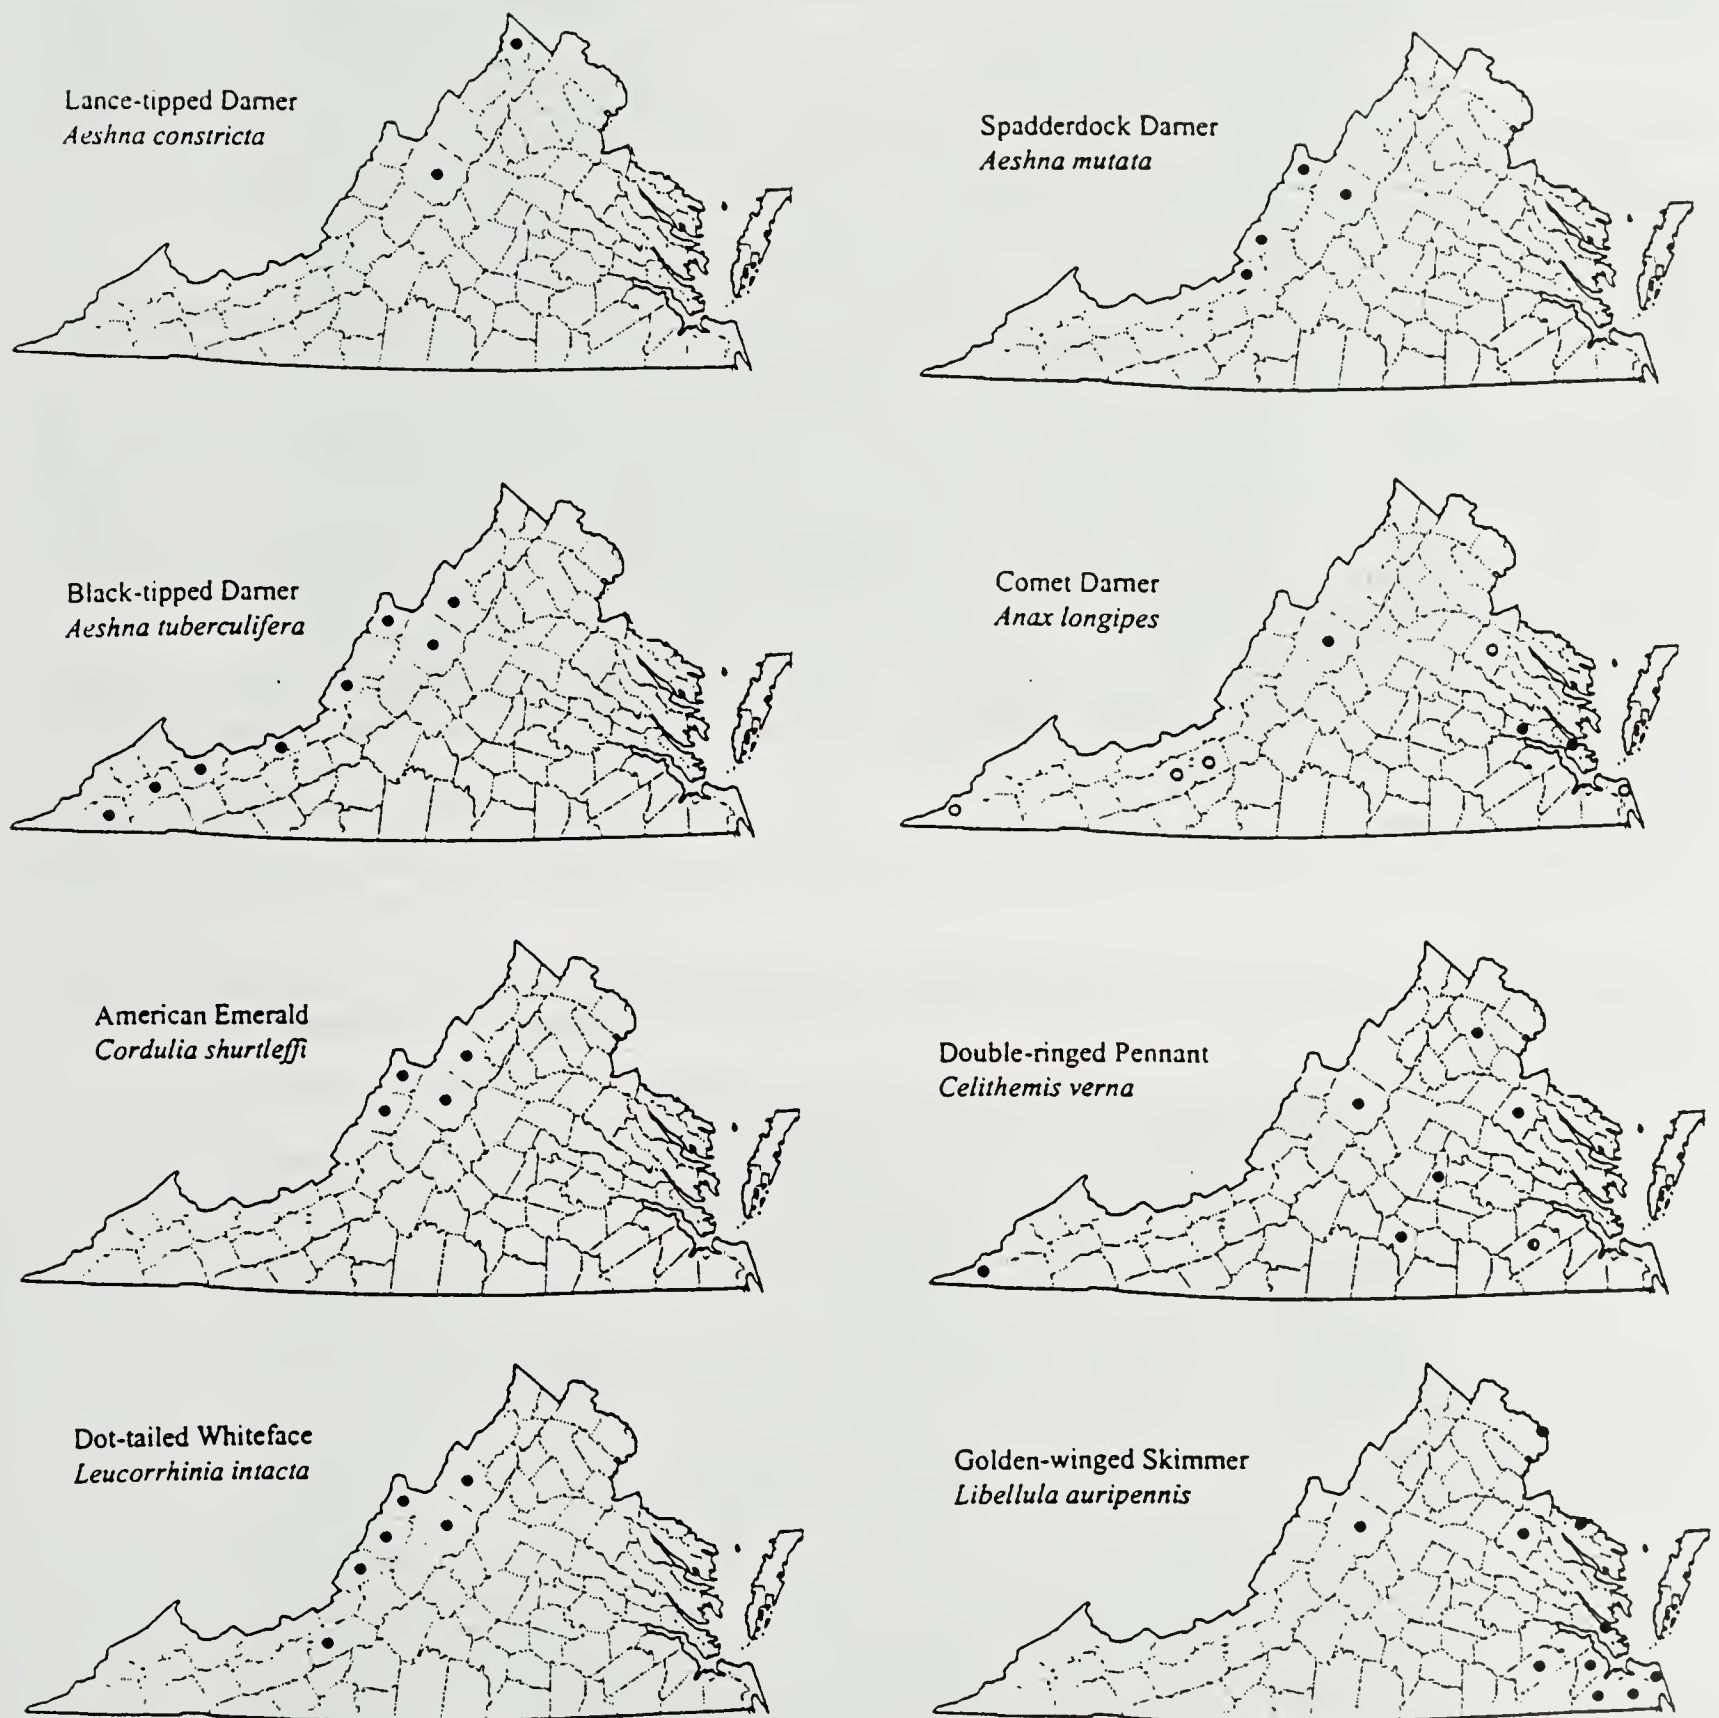 Lance-tipped Darner
Aeshna constricta
Spadderdock Darner
Aeshna mutata
Black-tipped Darner
Aeshna tuberculifera
Comet Darner
Anax longipes
American Emerald
Cordulia shurtleffi
Double-ringed Pennant
Celithemis verna
Dot-tailed Whiteface
Leucorrhinia intacta
Golden-winged Skimmer
Libellula auripennis